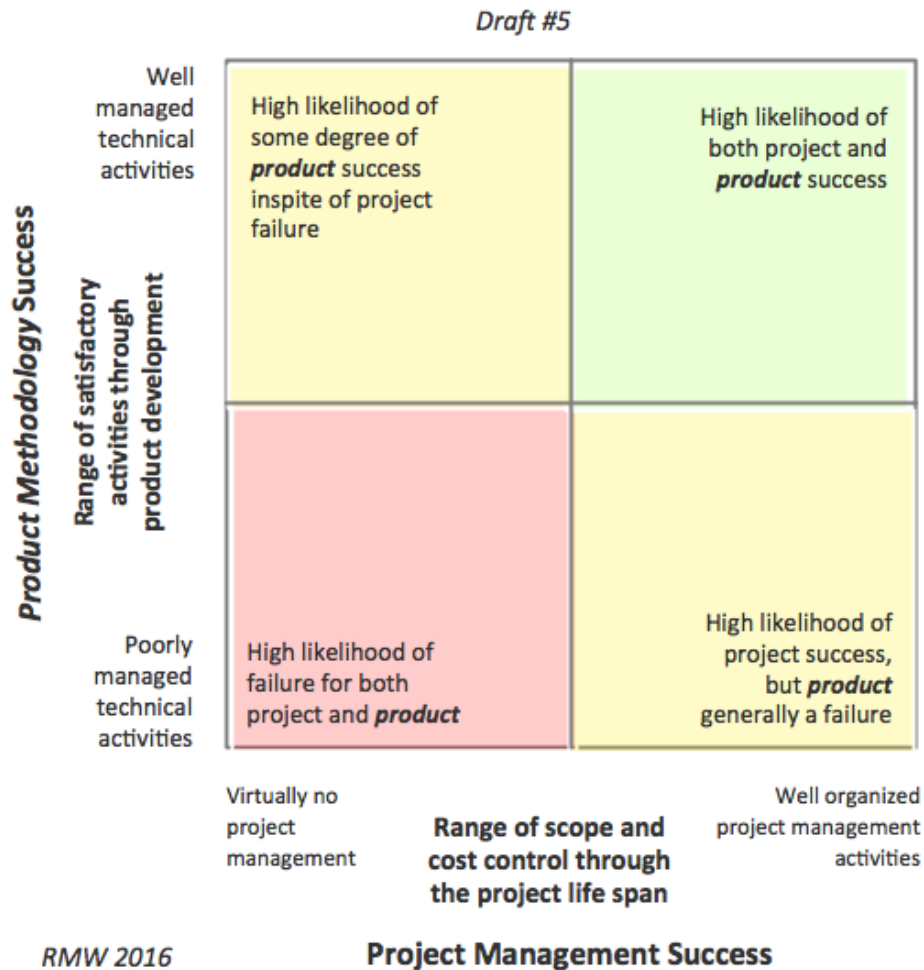 Draft #5
Well
managed
technical
activities
High likelihood of
some degree of
product success
inspite of project
failure
High likelihood of
both project and
product success
Product Methodology Success
Range of satisfactory
activities through
product development
Poorly
managed
technical
activities
High likelihood of
failure for both
project and product
High likelihood of
project success,
but product
generally a failure
Virtually no
project
management
Range of scope and
cost control through
the project life span
Well organized
project management
activities
RMW 2016
Project Management Success